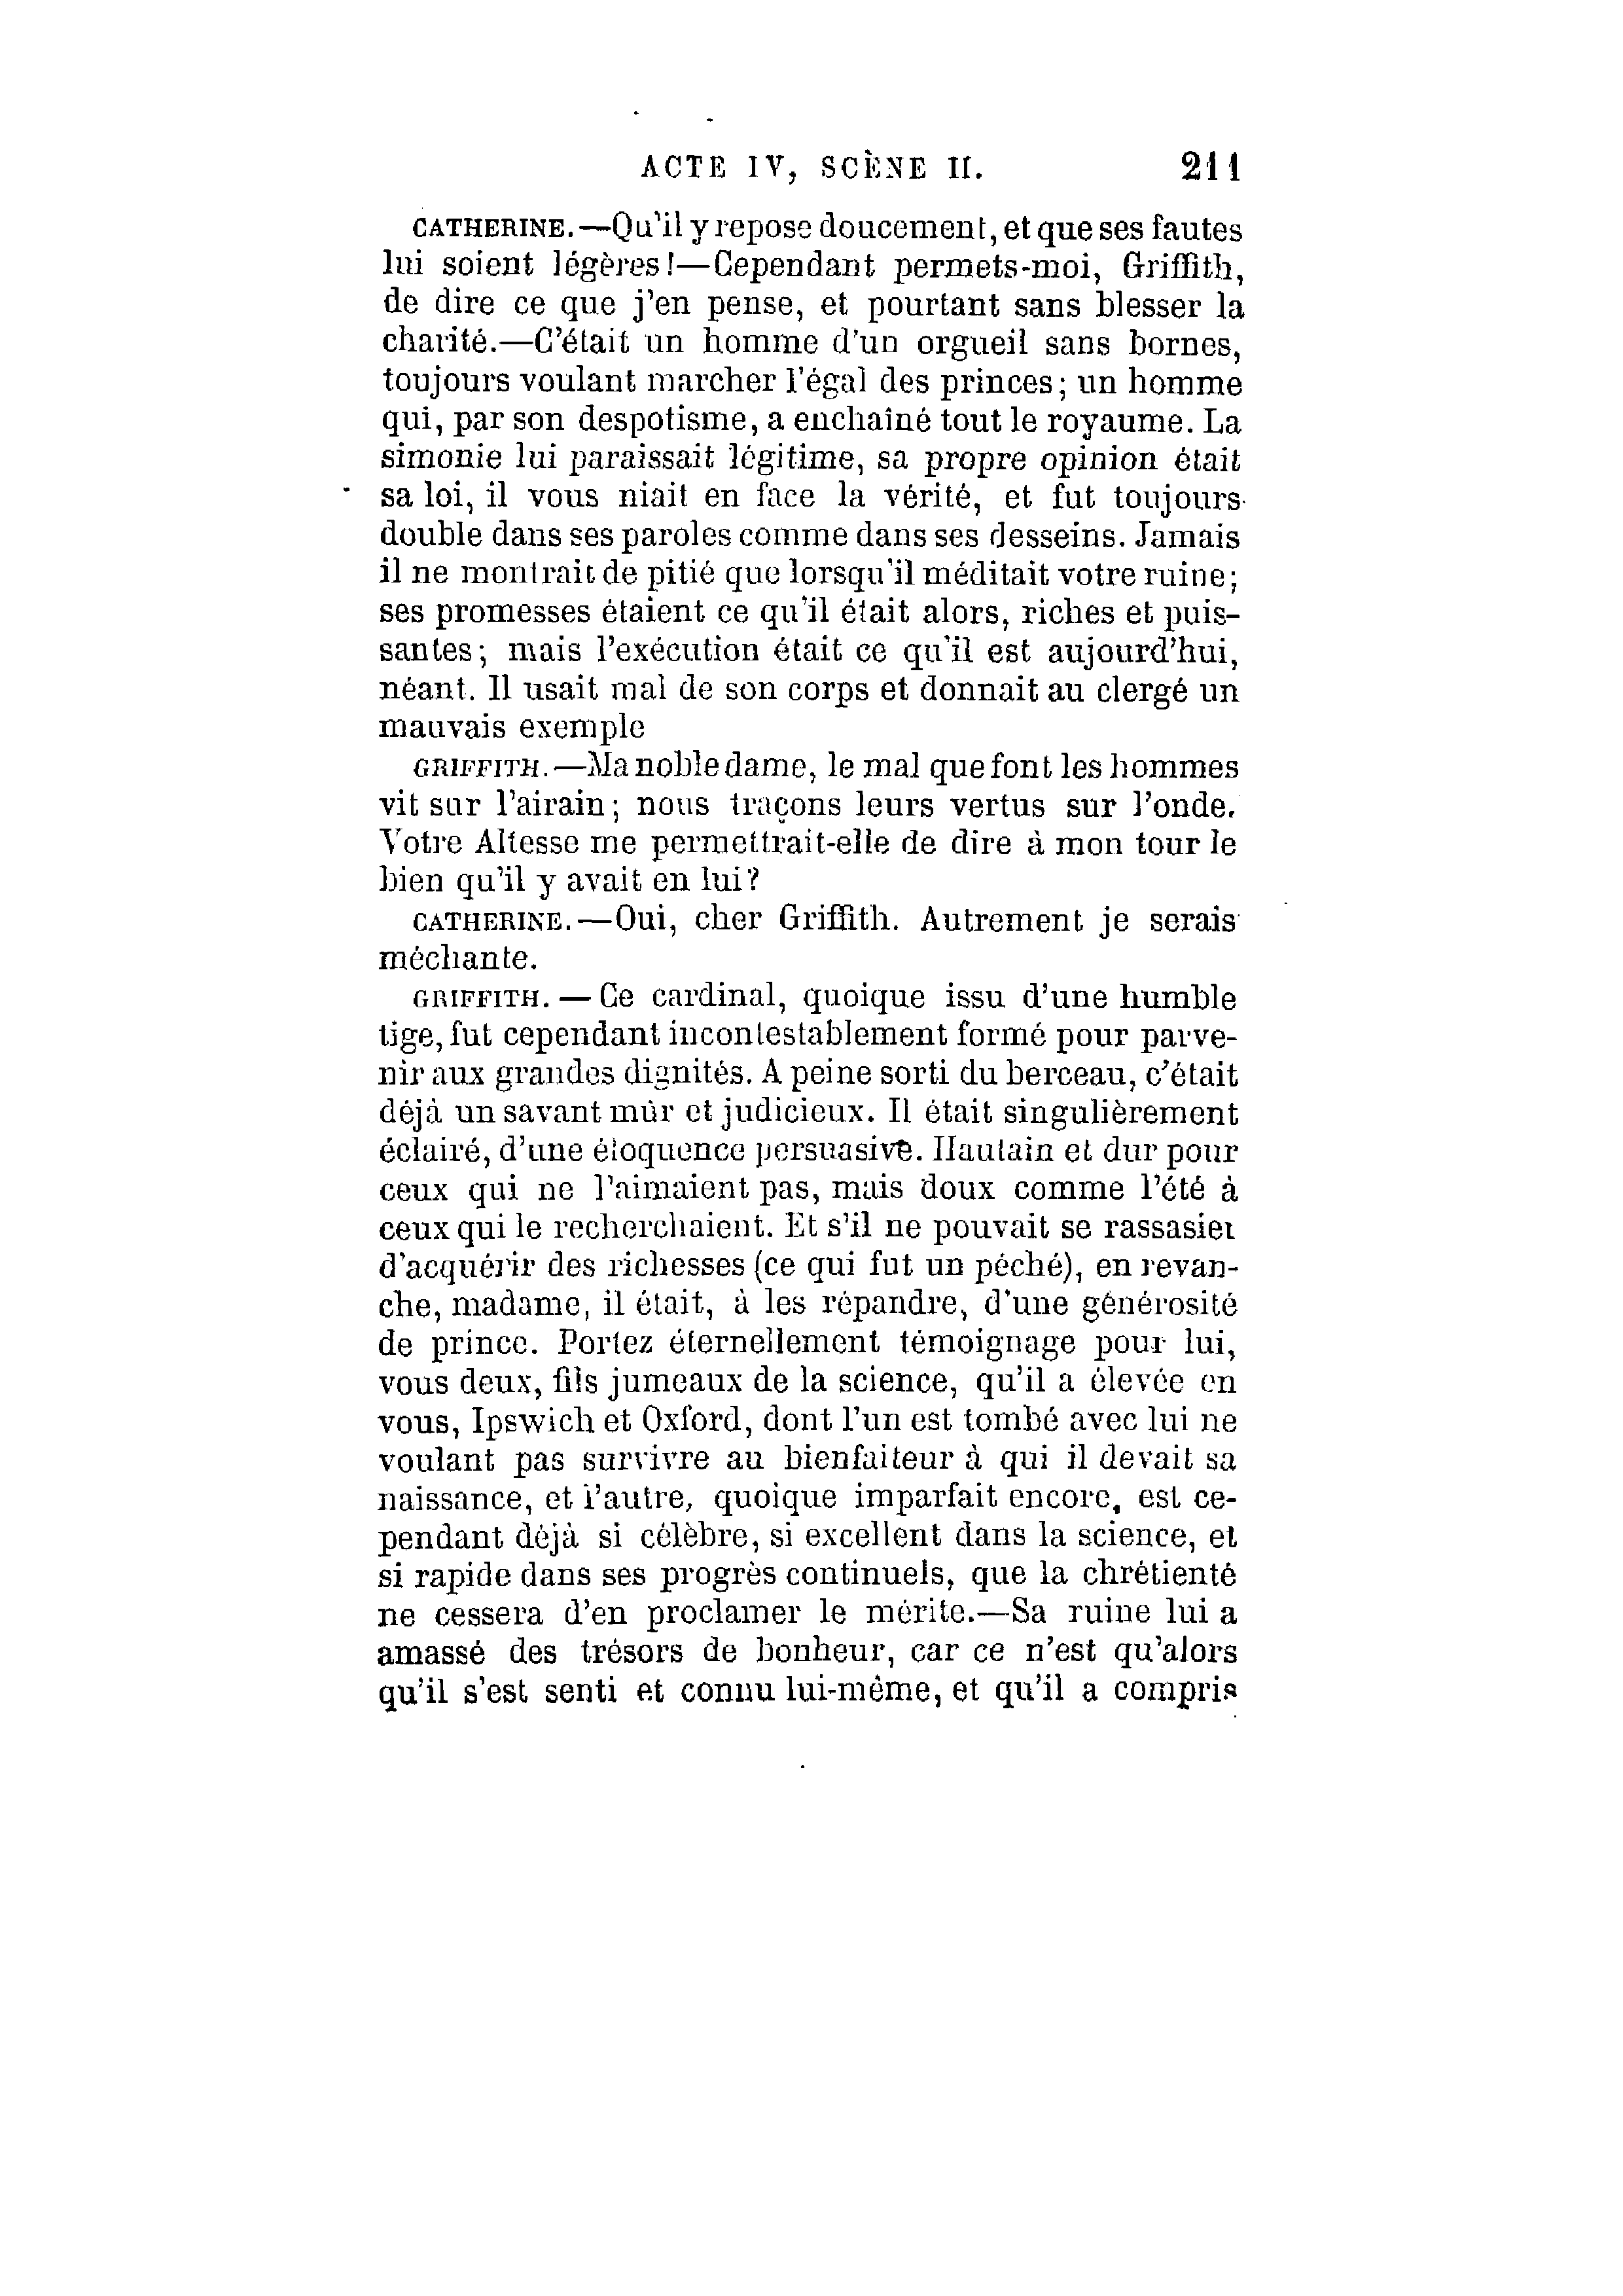 ACTE IV, SCÈNE II. 211
CATHERINE.—Qu'il y repose doucement, et que ses fautes
lui soient légères!—Cependant permets-moi, Griffith,
de dire ce que j'en pense, et pourtant sans blesser la
charité.—C'était un homme d'un orgueil sans bornes,
toujours voulant marcher l'égal des princes; un homme
qui, par son despotisme, a enchaîné tout le royaume. La
simonie lui paraissait légitime, sa propre opinion était
sa loi, il vous niait en face la vérité, et fut toujours
double dans ses paroles comme dans ses desseins. Jamais
il ne montrait de pitié que lorsqu'il méditait votre ruine;
ses promesses étaient ce qu'il était alors, riches et puis-
santes; mais l'exécution était ce qu'il est aujourd'hui,
néant. Il usait mal de son corps et donnait au clergé un
mauvais exemple
GRIFFITH.—Ma noble dame, le mal que font les hommes
vit sur l'airain; nous traçons leurs vertus sur l'onde.
Votre Altesse me permettrait-elle de dire à mon tour le
bien qu'il y avait en lui?
CATHERINE.—Oui, cher Griffith. Autrement je serais
méchante.
GRIFFITH.—Ce cardinal, quoique issu d'une humble
tige, fut cependant incontestablement formé pour parve-
nir aux grandes dignités. A peine sorti du berceau, c'était
déjà un savant mûr et judicieux. Il était singulièrement
éclairé, d'une éloquence persuasive. Hautain et dur pour
ceux qui ne l'aimaient pas, mais doux comme l'été à
ceux qui le recherchaient. Et s'il ne pouvait se rassasier
d'acquérir des richesses (ce qui fut un péché), en revan-
che, madame, il était, à les répandre, d'une générosité
de prince. Portez éternellement témoignage pour lui,
vous deux, fils jumeaux de la science, qu'il a élevée en
vous, Ipswich et Oxford, dont l'un est tombé avec lui ne
voulant pas survivre au bienfaiteur à qui il devait sa
naissance, et l'autre, quoique imparfait encore, est ce-
pendant déjà si célèbre, si excellent dans la science, et
si rapide dans ses progrès continuels, que la chrétienté
ne cessera d'en proclamer le mérite.—Sa ruine lui a
amassé des trésors de bonheur, car ce n'est qu'alors
qu'il s'est senti et connu lui-même, et qu'il a compris